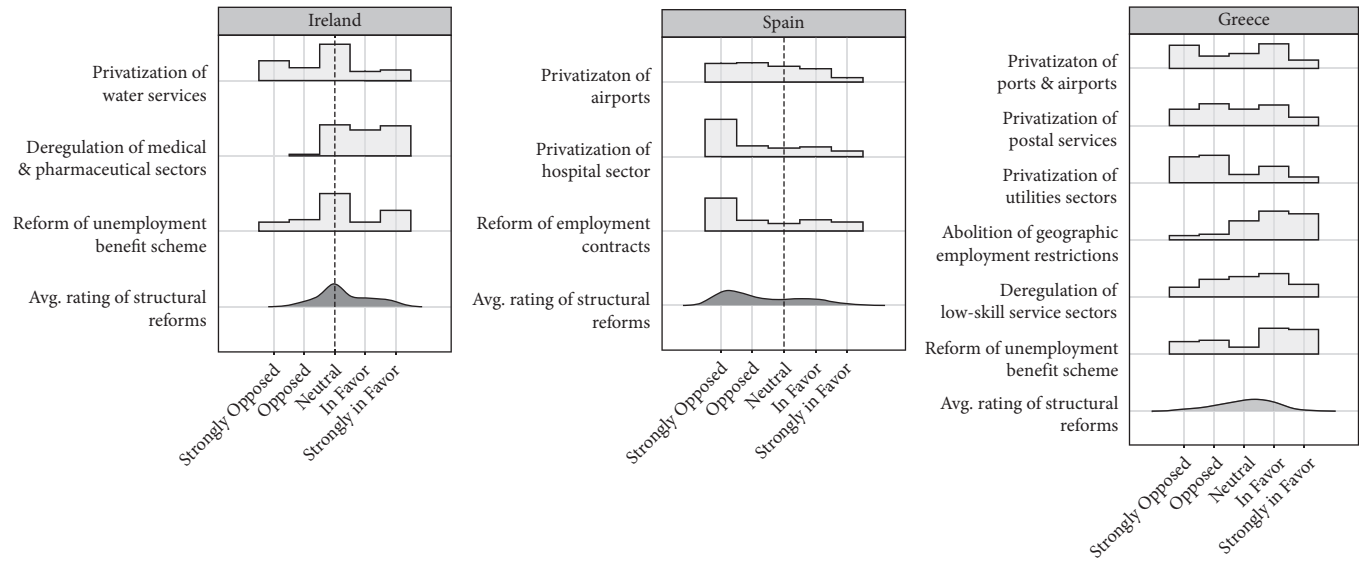 Ireland
Privatization of
water services
Deregulation of medical
& pharmaceutical sectors
Reform of unemployment
benefit scheme
Avg. rating of structural
reforms
Strongly Opposed
Opposed
Neutral
In Favor
Strongly in Favor
Spain
Privatizaton of
airports
Privatization of
hospital sector
Reform of employment
contracts
Avg. rating of structural
reforms
Strongly Opposed
Opposed
Neutral
In Favor
Strongly in Favor
Greece
Privatizaton of
ports & airports
Privatization of
postal services
Privatization of
utilities sectors
Abolition of geographic
employment restrictions
Deregulation of
low-skill service sectors
Reform of unemployment
benefit scheme
Avg. rating of structural
reforms
Strongly Opposed
Opposed
Neutral
In Favor
Strongly in Favor